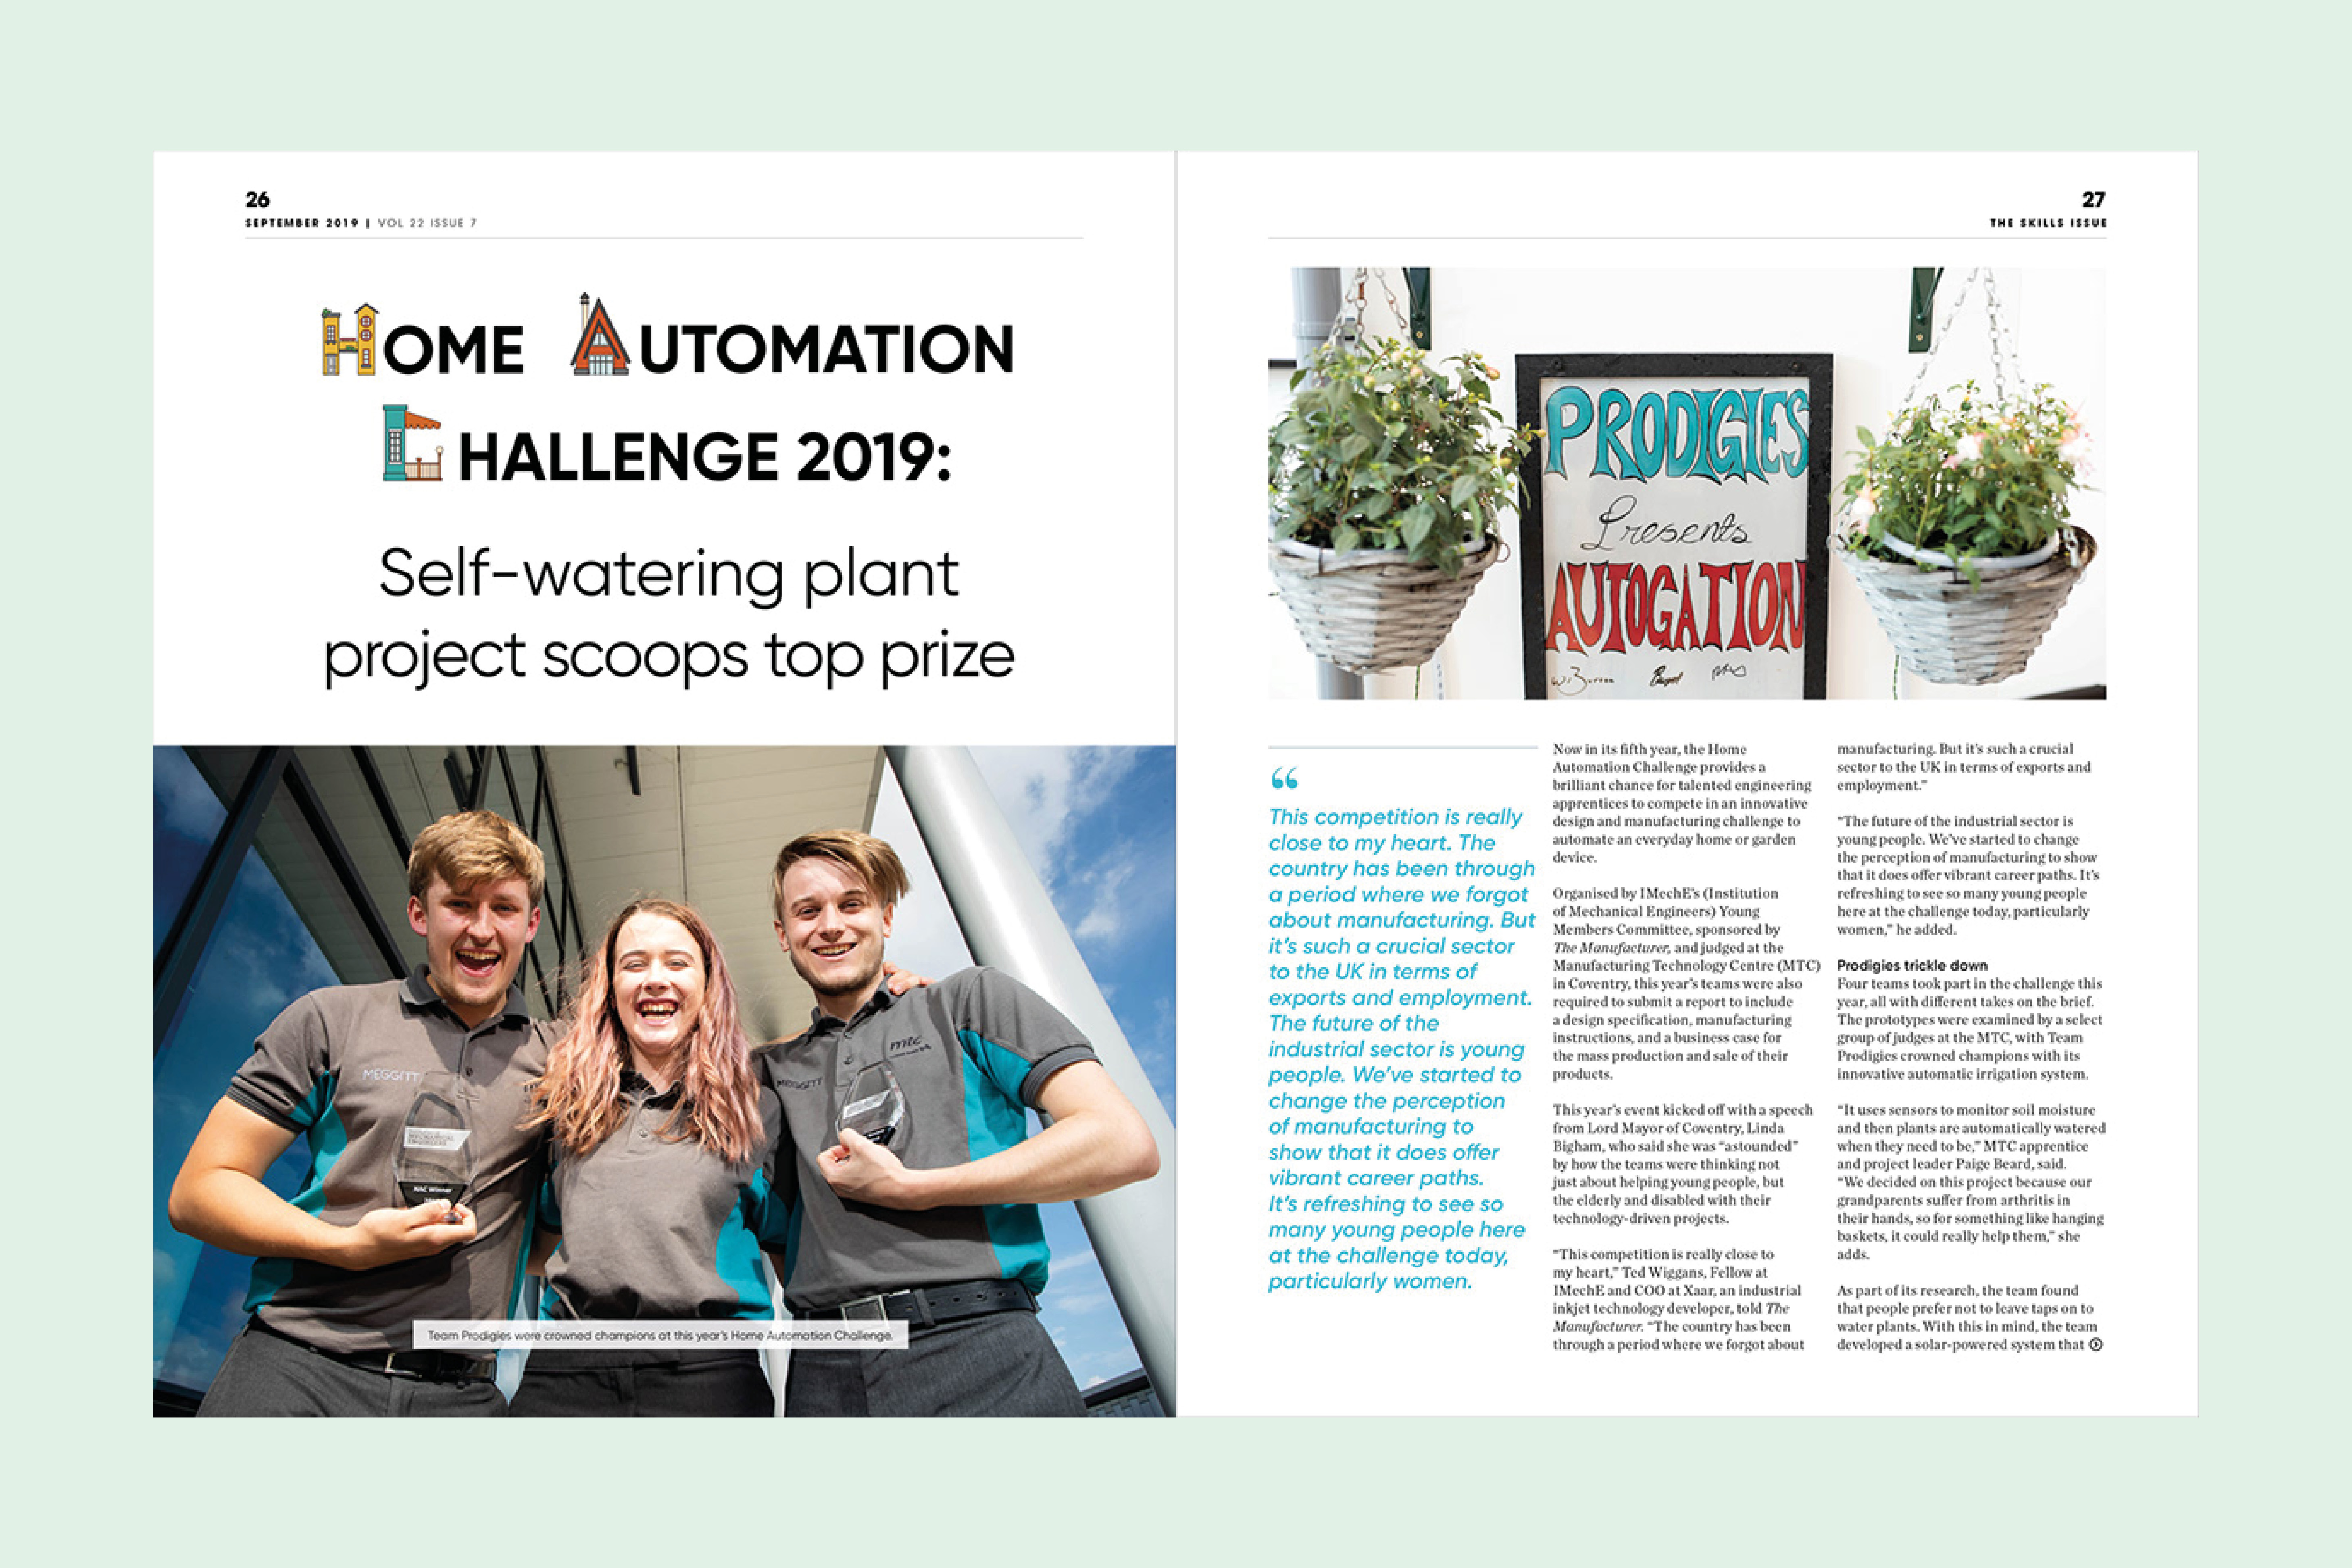 26
SEPTEMBER 2019 | VOL 22 ISSUE 7
HOME AUTOMATION
CHALLENGE 2019:
Self-watering plant
project scoops top prize
MEGGITT
MECHANICAL
ENGINEERS
HAC Winner
MEGGITT
mtc
Team Prodigies were crowned champions at this year's Home Automation Challenge.
27
THE SKILLS ISSUE
PRODIGIES
Presents
AUTOGATION
“
This competition is really
close to my heart. The
country has been through
a period where we forgot
about manufacturing. But
it's such a crucial sector
to the UK in terms of
exports and employment.
The future of the
industrial sector is young
people. We've started to
change the perception
of manufacturing to
show that it does offer
vibrant career paths.
It's refreshing to see so
many young people here
at the challenge today,
particularly women.
Now in its fifth year, the Home
Automation Challenge provides a
brilliant chance for talented engineering
apprentices to compete in an innovative
design and manufacturing challenge to
automate an everyday home or garden
device.
Organised by IMechE's (Institution
of Mechanical Engineers) Young
Members Committee, sponsored by
The Manufacturer, and judged at the
Manufacturing Technology Centre (MTC)
in Coventry, this year's teams were also
required to submit a report to include
a design specification, manufacturing
instructions, and a business case for
the mass production and sale of their
products.
This year's event kicked off with a speech
from Lord Mayor of Coventry, Linda
Bigham, who said she was “astounded”
by how the teams were thinking not
just about helping young people, but
the elderly and disabled with their
technology-driven projects.
“This competition is really close to
my heart,” Ted Wiggans, Fellow at
IMechE and COO at Xaar, an industrial
inkjet technology developer, told The
Manufacturer. “The country has been
through a period where we forgot about
manufacturing. But it's such a crucial
sector to the UK in terms of exports and
employment.”
“The future of the industrial sector is
young people. We've started to change
the perception of manufacturing to show
that it does offer vibrant career paths. It's
refreshing to see so many young people
here at the challenge today, particularly
women,” he added.
Prodigies trickle down
Four teams took part in the challenge this
year, all with different takes on the brief.
The prototypes were examined by a select
group of judges at the MTC, with Team
Prodigies crowned champions with its
innovative automatic irrigation system.
“It uses sensors to monitor soil moisture
and then plants are automatically watered
when they need to be,” MTC apprentice
and project leader Paige Beard, said.
“We decided on this project because our
grandparents suffer from arthritis in
their hands, so for something like hanging
baskets, it could really help them,” she
adds.
As part of its research, the team found
that people prefer not to leave taps on to
water plants. With this in mind, the team
developed a solar-powered system that